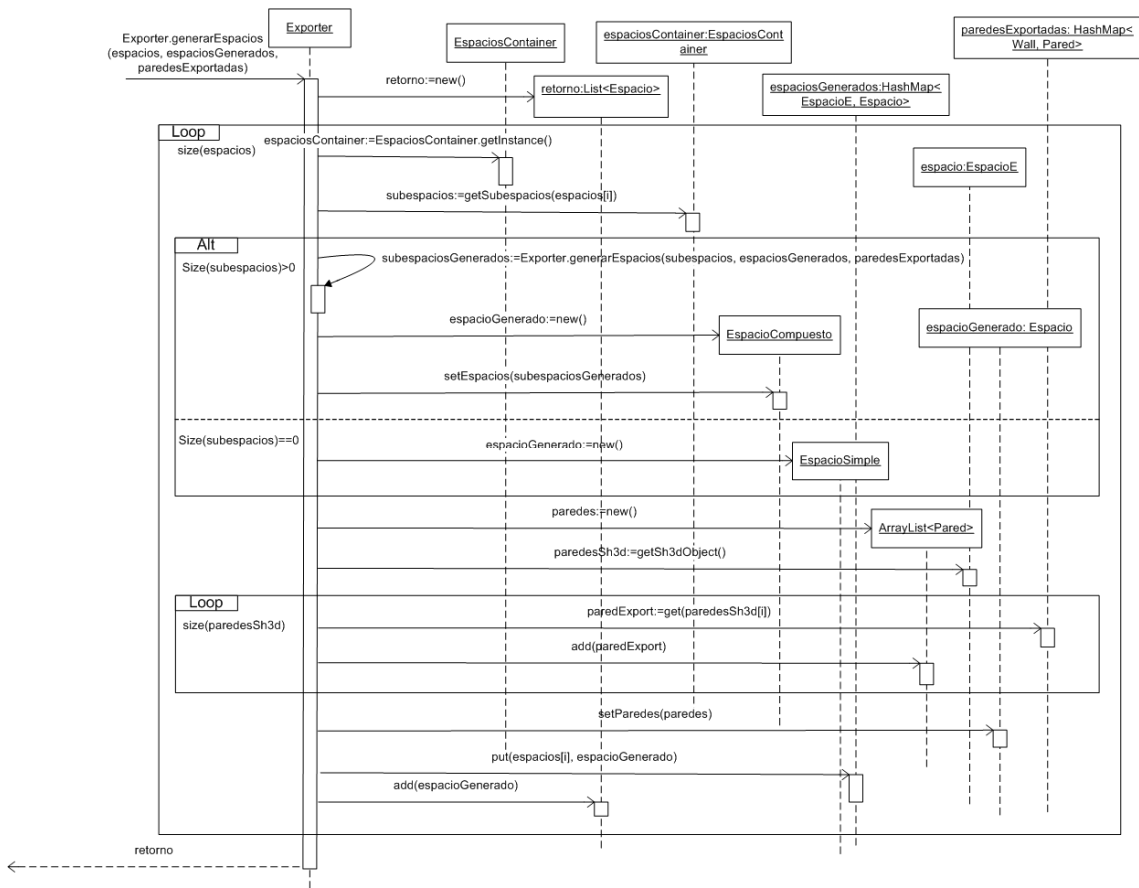 Exporter
Exporter.generarEspacios
(espacios, espaciosGenerados,
paredesExportadas)
EspaciosContainer
espaciosContainer:EspaciosCont
ainer
paredesExportadas: HashMap<
Wall, Pared>
retorno:=new()
retorno:List<Espacio>
espaciosGenerados:HashMap<
EspacioE, Espacio>
Loop
size(espacios)
espaciosContainer:=EspaciosContainer.getInstance()
espacio:EspacioE
subespacios:=getSubespacios(espacios[i])
Alt
Size(subespacios)>0
subespaciosGenerados:=Exporter.generarEspacios(subespacios, espaciosGenerados, paredesExportadas)
espacioGenerado:=new()
EspacioCompuesto
espacioGenerado: Espacio
setEspacios(subespaciosGenerados)
Size(subespacios)==0
espacioGenerado:=new()
EspacioSimple
paredes:=new()
ArrayList<Pared>
paredesSh3d:=getSh3dObject()
Loop
size(paredesSh3d)
paredExport:=get(paredesSh3d[i])
add(paredExport)
setParedes(paredes)
put(espacios[i], espacioGenerado)
add(espacioGenerado)
retorno